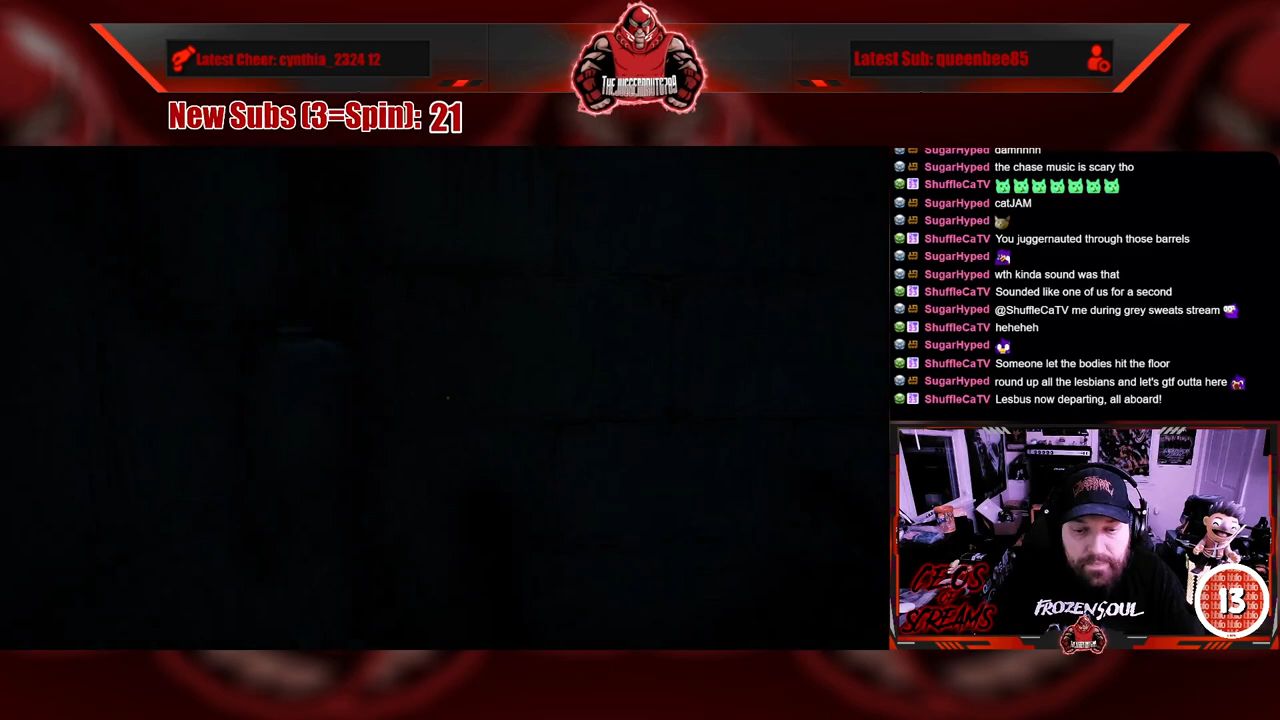 Latest Cheer: cynthia_2324 12
THEJUGGERNAUT6789
Latest Sub: queenbee85
New Subs (3=Spin): 21
SugarHyped damnnnn
SugarHyped the chase music is scary tho
ShuffleCaTV
SugarHyped catJAM
SugarHyped
ShuffleCaTV You juggernauted through those barrels
SugarHyped
SugarHyped wth kinda sound was that
ShuffleCaTV Sounded like one of us for a second
SugarHyped @ShuffleCaTV me during grey sweats stream
ShuffleCaTV heheheh
SugarHyped
ShuffleCaTV Someone let the bodies hit the floor
SugarHyped round up all the lesbians and let's gtf outta here
ShuffleCaTV Lesbus now departing, all aboard!
SCREAMS
FROZEN SOUL
13